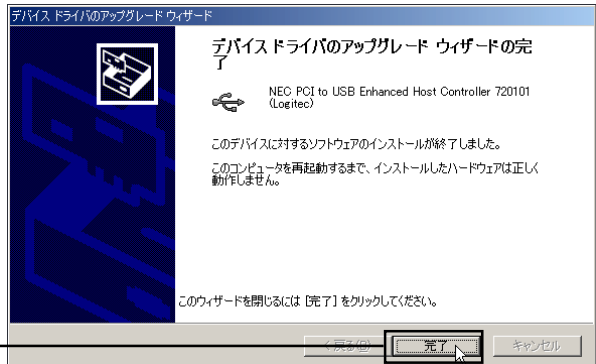 デバイス ドライバのアップグレード ウィザード
デバイス ドライバのアップグレード ウィザードの完
了
NEC PCI to USB Enhanced Host Controller 720101
(Logitec)
このデバイスに対するソフトウェアのインストールが終了しました。
このコンピュータを再起動するまで、インストールしたハードウェアは正しく
動作しません。
このウィザードを閉じるには [完了] をクリックしてください。
< 戻る(B)
完了
キャンセル